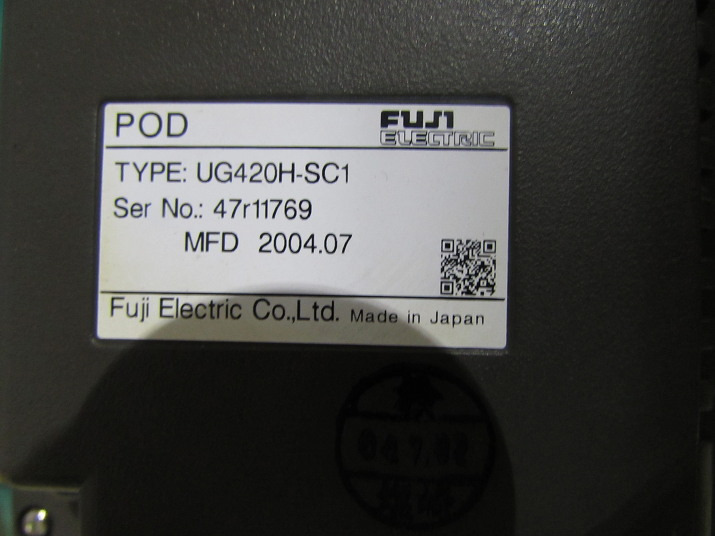 POD
FUJI
ELECTRIC
TYPE: UG420H-SC1
Ser No.: 47r11769
MFD 2004.07
Fuji Electric Co.,Ltd. Made in Japan